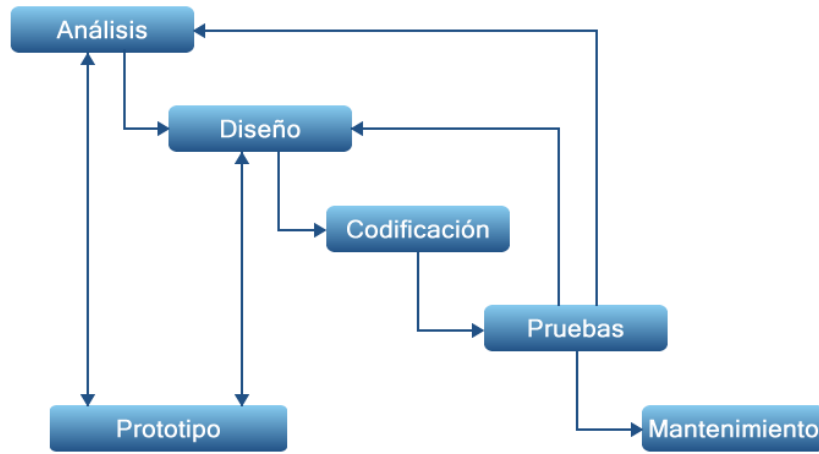 Análisis
Diseño
Codificación
Pruebas
Prototipo
Mantenimiento